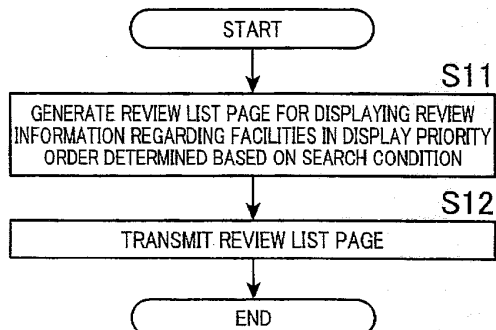 START
S11
GENERATE REVIEW LIST PAGE FOR DISPLAYING REVIEW
INFORMATION REGARDING FACILITIES IN DISPLAY PRIORITY
ORDER DETERMINED BASED ON SEARCH CONDITION
S12
TRANSMIT REVIEW LIST PAGE
END